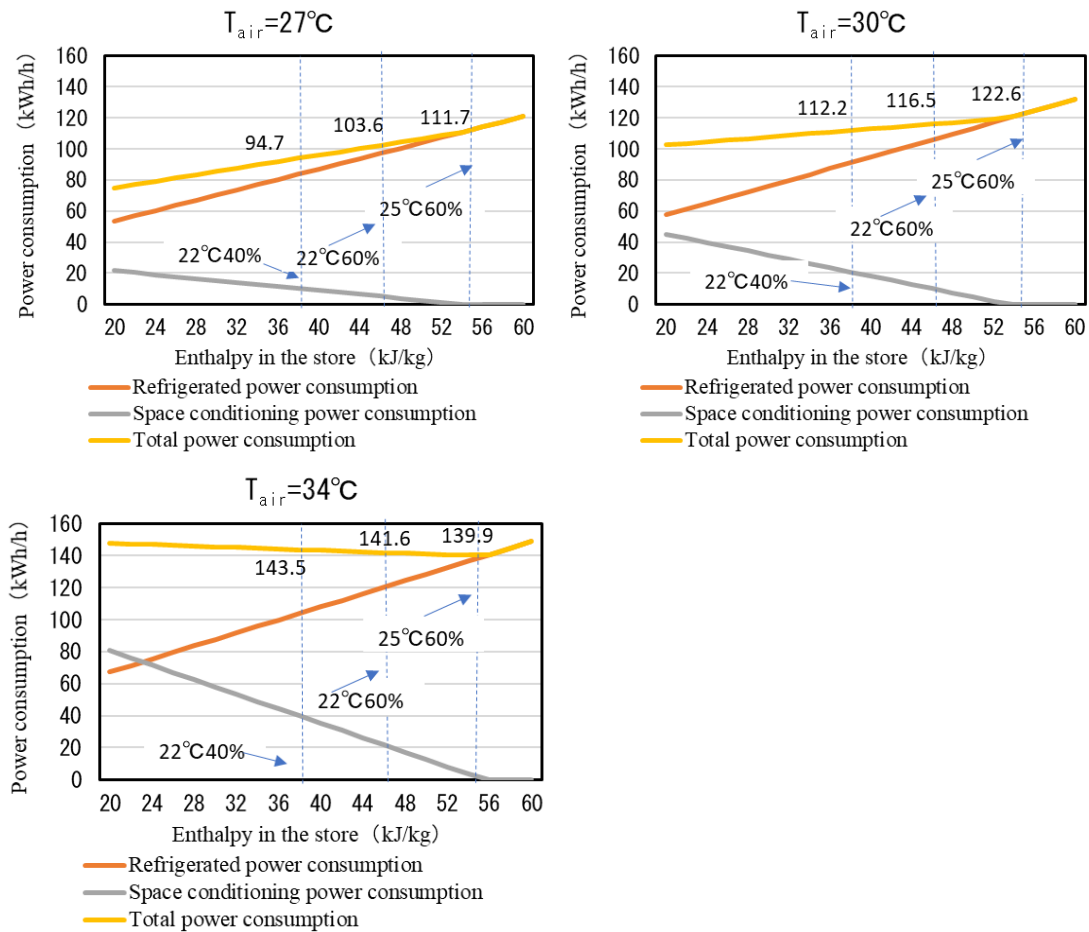 T_air=27℃
Power consumption（kWh/h）
160
140
120
100
80
60
40
20
0
94.7
103.6
111.7
25℃60%
22℃40%
22℃60%
20 24 28 32 36 40 44 48 52 56 60
Enthalpy in the store（kJ/kg）
Refrigerated power consumption
Space conditioning power consumption
Total power consumption
T_air=30℃
Power consumption（kWh/h）
160
140
120
100
80
60
40
20
0
112.2
116.5
122.6
25℃60%
22℃60%
22℃40%
20 24 28 32 36 40 44 48 52 56 60
Enthalpy in the store（kJ/kg）
Refrigerated power consumption
Space conditioning power consumption
Total power consumption
T_air=34℃
Power consumption（kWh/h）
160
140
120
100
80
60
40
20
0
143.5
141.6
139.9
25℃60%
22℃60%
22℃40%
20 24 28 32 36 40 44 48 52 56 60
Enthalpy in the store（kJ/kg）
Refrigerated power consumption
Space conditioning power consumption
Total power consumption